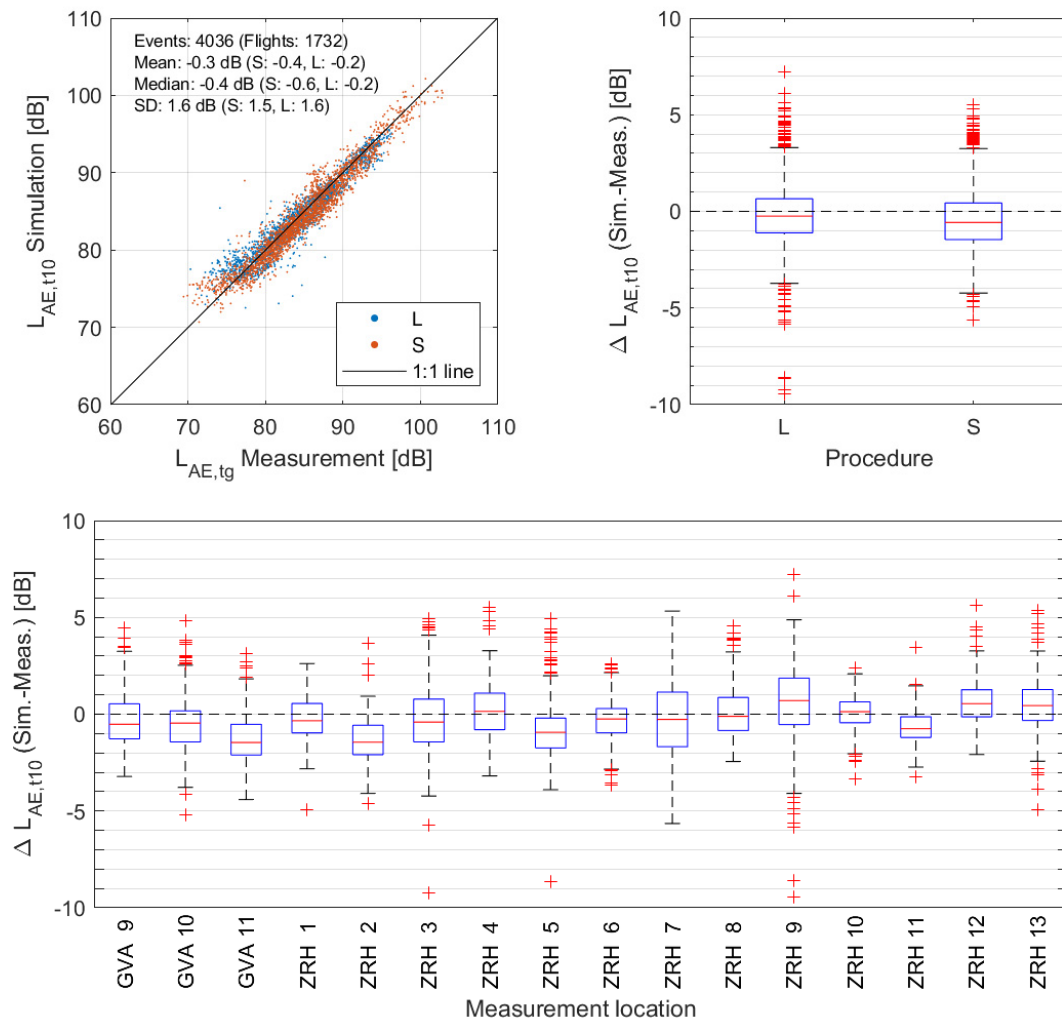 110
100
90
80
70
60
60 70 80 90 100 110
L_AE,t10 Simulation [dB]
L_AE,tg Measurement [dB]
Events: 4036 (Flights: 1732)
Mean: -0.3 dB (S: -0.4, L: -0.2)
Median: -0.4 dB (S: -0.6, L: -0.2)
SD: 1.6 dB (S: 1.5, L: 1.6)
L
S
1:1 line
10
5
0
-5
-10
Δ L_AE,t10 (Sim.-Meas.) [dB]
L S
Procedure
10
5
0
-5
-10
Δ L_AE,t10 (Sim.-Meas.) [dB]
GVA 9
GVA 10
GVA 11
ZRH 1
ZRH 2
ZRH 3
ZRH 4
ZRH 5
ZRH 6
ZRH 7
ZRH 8
ZRH 9
ZRH 10
ZRH 11
ZRH 12
ZRH 13
Measurement location